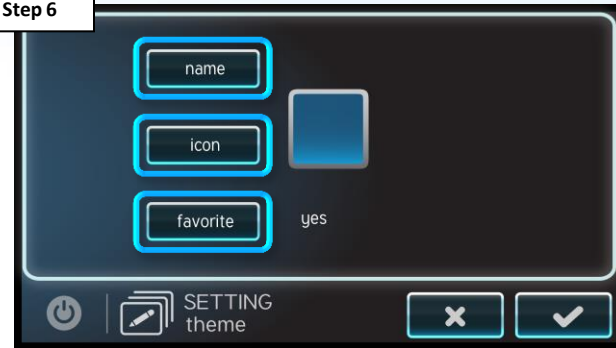 Step 6
name
icon
favorite
yes
SETTING
theme